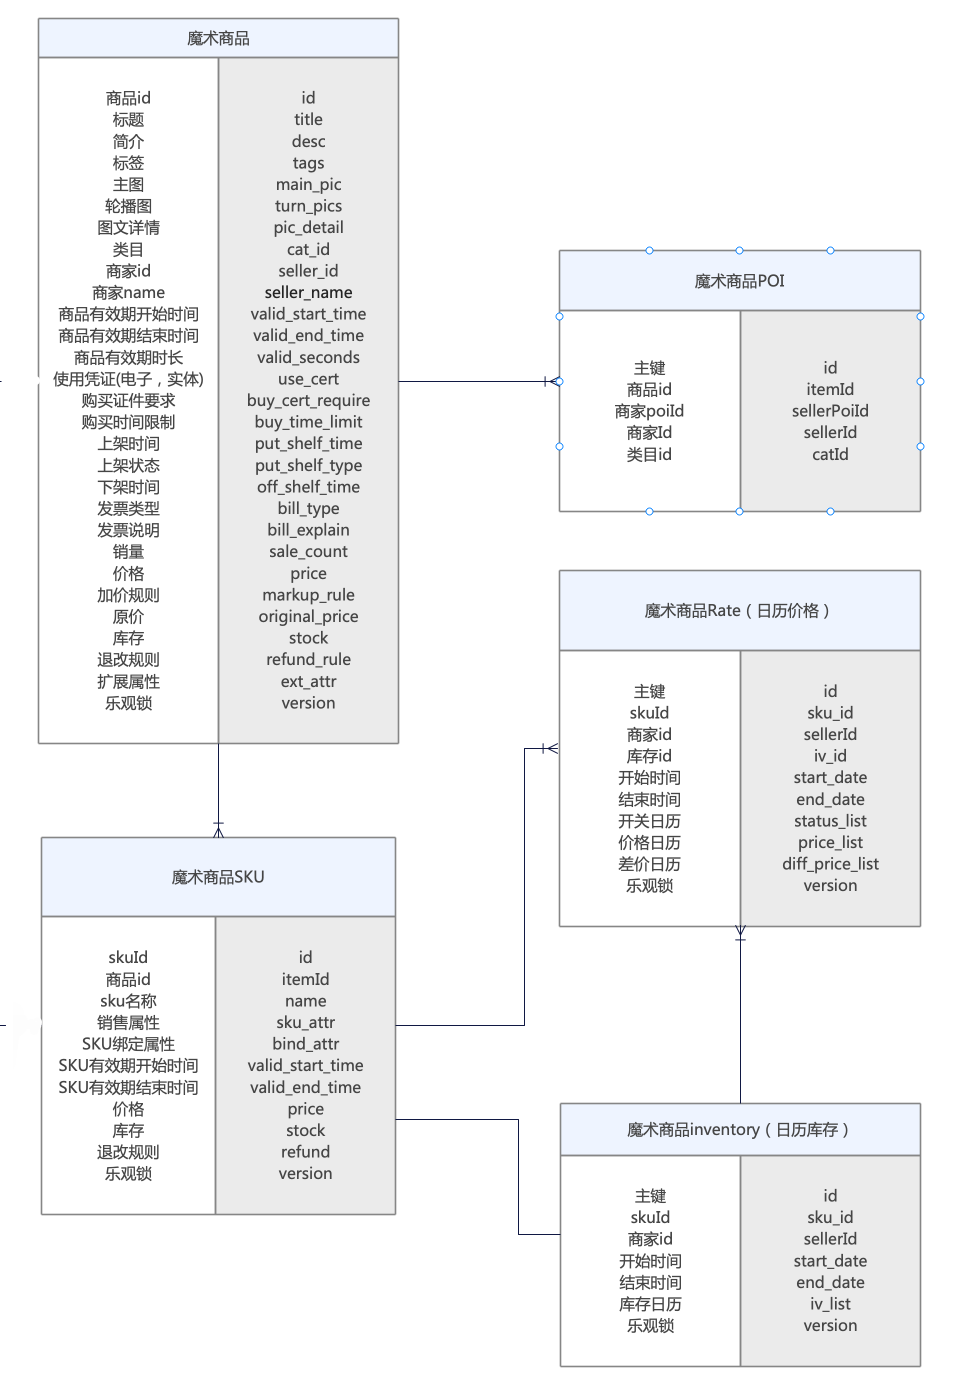 魔术商品
商品id id
标题 title
简介 desc
标签 tags
主图 main_pic
轮播图 turn_pics
图文详情 pic_detail
类目 cat_id
商家id seller_id
商家name seller_name
商品有效期开始时间 valid_start_time
商品有效期结束时间 valid_end_time
商品有效期时长 valid_seconds
使用凭证(电子，实体) use_cert
购买证件要求 buy_cert_require
购买时间限制 buy_time_limit
上架时间 put_shelf_time
上架状态 put_shelf_type
下架时间 off_shelf_time
发票类型 bill_type
发票说明 bill_explain
销量 sale_count
价格 price
加价规则 markup_rule
原价 original_price
库存 stock
退改规则 refund_rule
扩展属性 ext_attr
乐观锁 version
魔术商品POI
主键 id
商品id itemId
商家poiId sellerPoiId
商家Id sellerId
类目id catId
魔术商品Rate（日历价格）
主键 id
skuId sku_id
商家id sellerId
库存id iv_id
开始时间 start_date
结束时间 end_date
开关日历 status_list
价格日历 price_list
差价日历 diff_price_list
乐观锁 version
魔术商品SKU
skuId id
商品id itemId
sku名称 name
销售属性 sku_attr
SKU绑定属性 bind_attr
SKU有效期开始时间 valid_start_time
SKU有效期结束时间 valid_end_time
价格 price
库存 stock
退改规则 refund
乐观锁 version
魔术商品inventory（日历库存）
主键 id
skuId sku_id
商家id sellerId
开始时间 start_date
结束时间 end_date
库存日历 iv_list
乐观锁 version